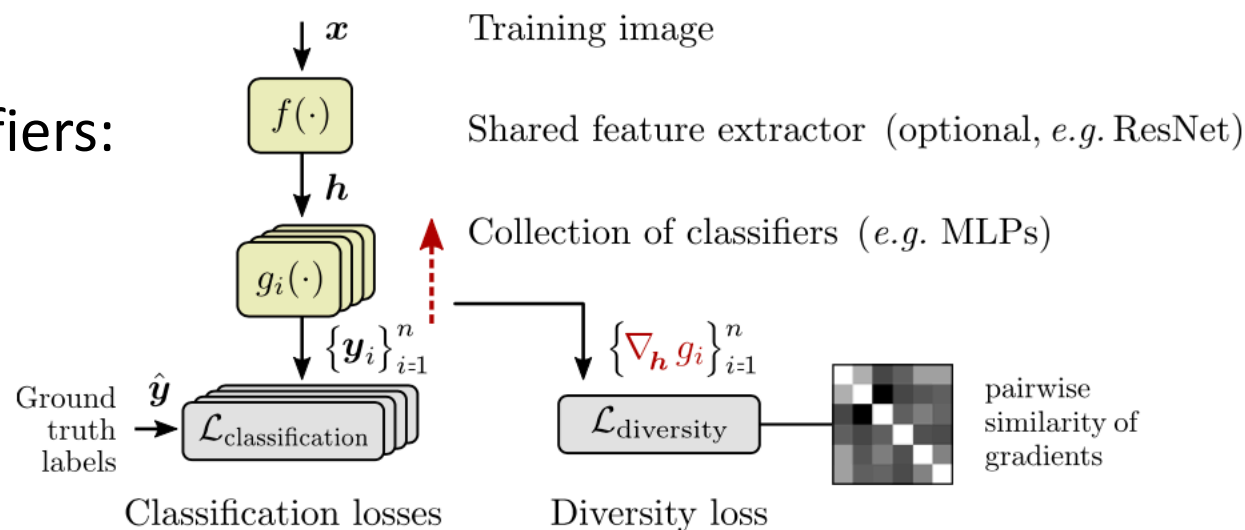 x Training image
f(·)
fiers:
Shared feature extractor (optional, e.g. ResNet)
h
Collection of classifiers (e.g. MLPs)
gᵢ(·)
{yᵢ}ⁿᵢ₌₁
{∇ₕ gᵢ}ⁿᵢ₌₁
Ground
truth
labels
ŷ
ℒclassification
ℒdiversity
pairwise
similarity of
gradients
Classification losses
Diversity loss